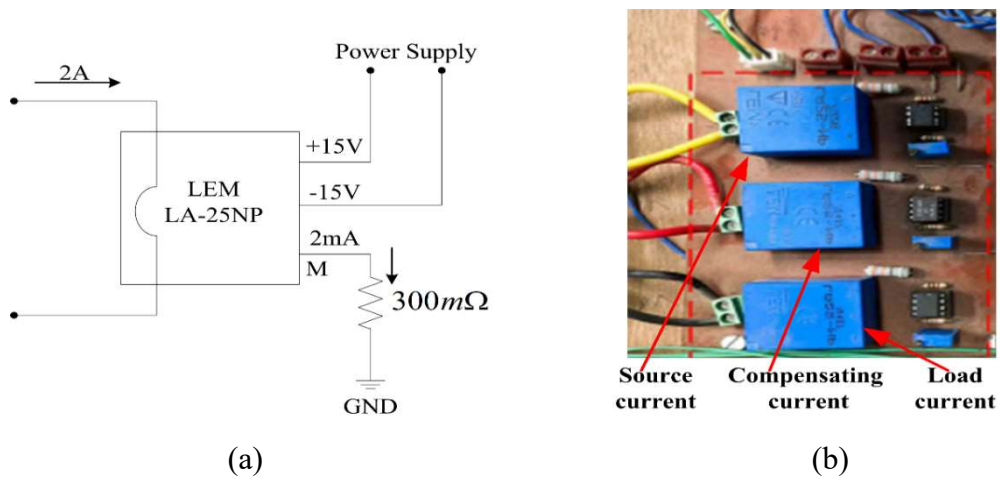 2A
Power Supply
LEM
LA-25NP
+15V
-15V
2mA
M
300mΩ
GND
Source
current
Compensating
current
Load
current
(a)
(b)